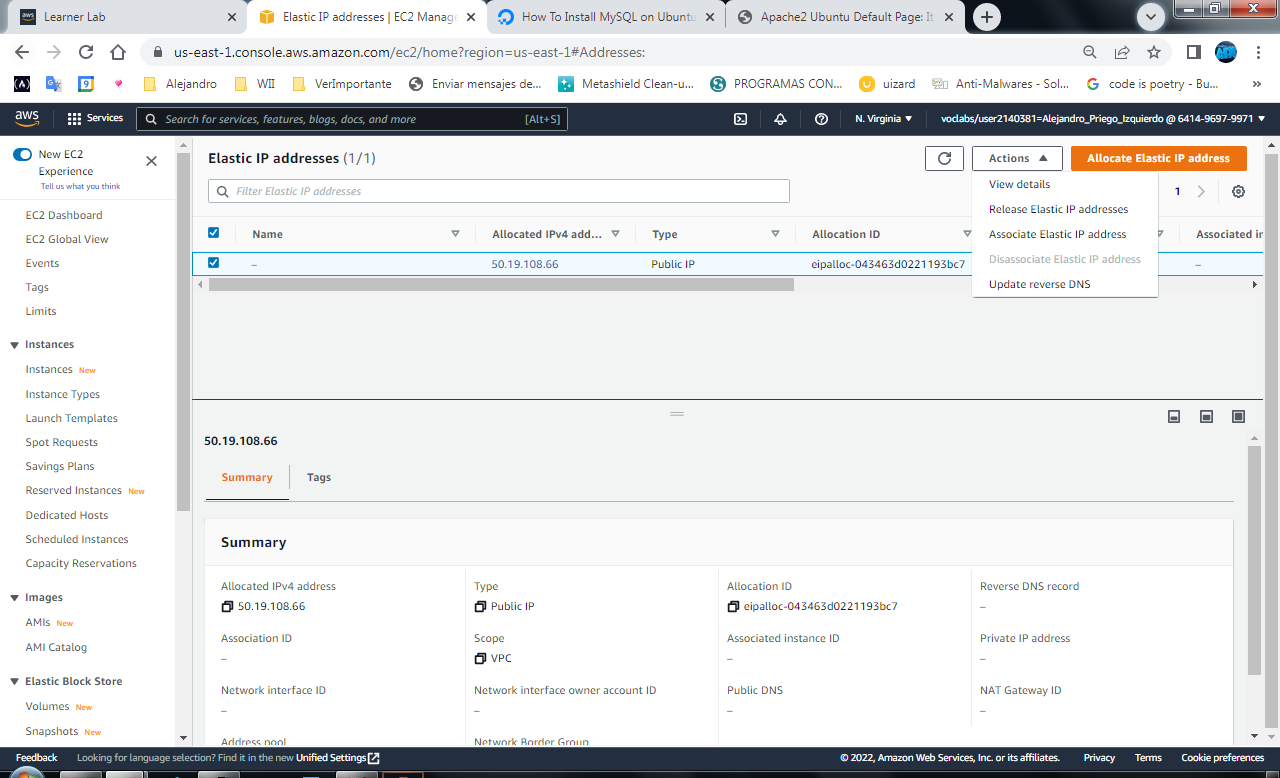 Learner Lab
Elastic IP addresses | EC2 Manage
How To Install MySQL on Ubuntu
Apache2 Ubuntu Default Page: It
us-east-1.console.aws.amazon.com/ec2/home?region=us-east-1#Addresses:
Alejandro
WII
VerImportante
Enviar mensajes de...
Metashield Clean-u...
PROGRAMAS CON...
uizard
Anti-Malwares - Sol...
code is poetry - Bu...
»
aws
Services
Search for services, features, blogs, docs, and more
[Alt+S]
N. Virginia
voclabs/user2140381=Alejandro_Priego_Izquierdo @ 6414-9697-9971
New EC2
Experience
Tell us what you think
EC2 Dashboard
EC2 Global View
Events
Tags
Limits
Instances
Instances New
Instance Types
Launch Templates
Spot Requests
Savings Plans
Reserved Instances New
Dedicated Hosts
Scheduled Instances
Capacity Reservations
Images
AMIs New
AMI Catalog
Elastic Block Store
Volumes New
Snapshots New
Elastic IP addresses (1/1)
Actions
Allocate Elastic IP address
Filter Elastic IP addresses
1
View details
Release Elastic IP addresses
Associate Elastic IP address
Disassociate Elastic IP address
Update reverse DNS
Name
Allocated IPv4 add...
Type
Allocation ID
Associated in
–
50.19.108.66
Public IP
eipalloc-043463d0221193bc7
–
50.19.108.66
Summary
Tags
Summary
Allocated IPv4 address
Type
Allocation ID
Reverse DNS record
50.19.108.66
Public IP
eipalloc-043463d0221193bc7
–
Association ID
Scope
Associated instance ID
Private IP address
–
VPC
–
–
Network interface ID
Network interface owner account ID
Public DNS
NAT Gateway ID
–
–
–
–
Address pool
Network Border Group
Feedback
Looking for language selection? Find it in the new Unified Settings
© 2022, Amazon Web Services, Inc. or its affiliates.
Privacy
Terms
Cookie preferences